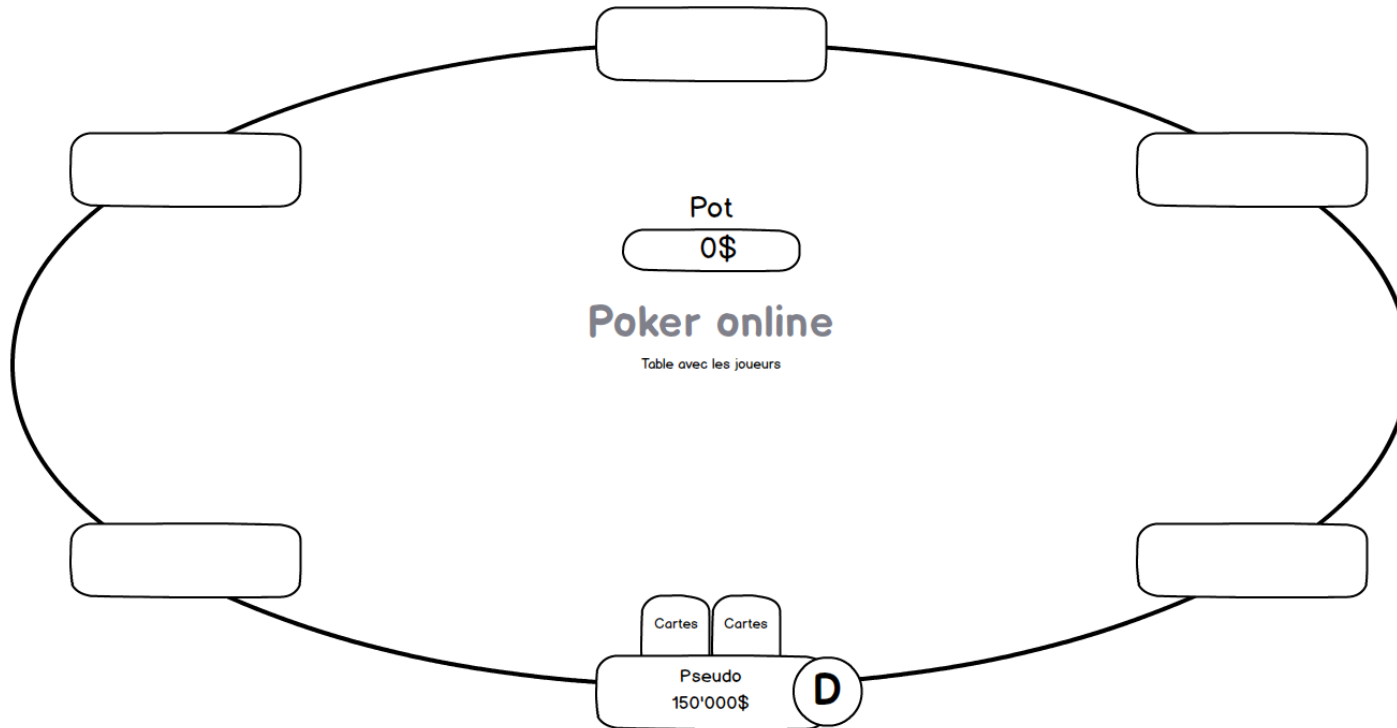 Pot
0$
Poker online
Table avec les joueurs
Cartes Cartes
Pseudo
150'000$
D